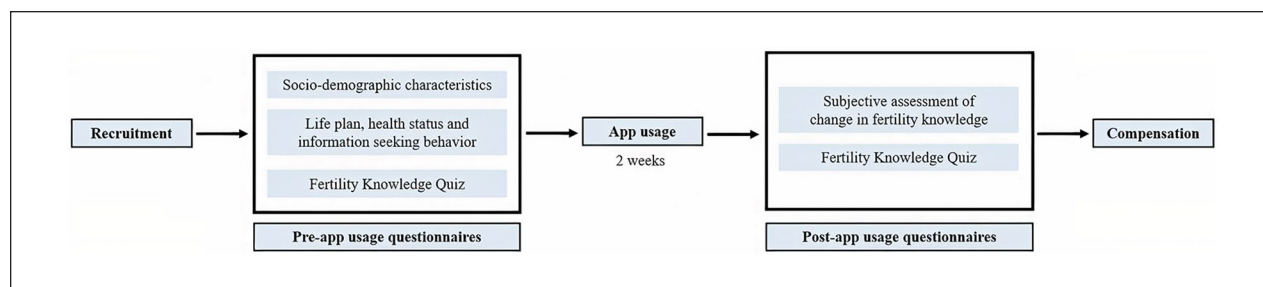 Recruitment
Socio-demographic characteristics
Life plan, health status and
information seeking behavior
Fertility Knowledge Quiz
Pre-app usage questionnaires
App usage
2 weeks
Subjective assessment of
change in fertility knowledge
Fertility Knowledge Quiz
Post-app usage questionnaires
Compensation